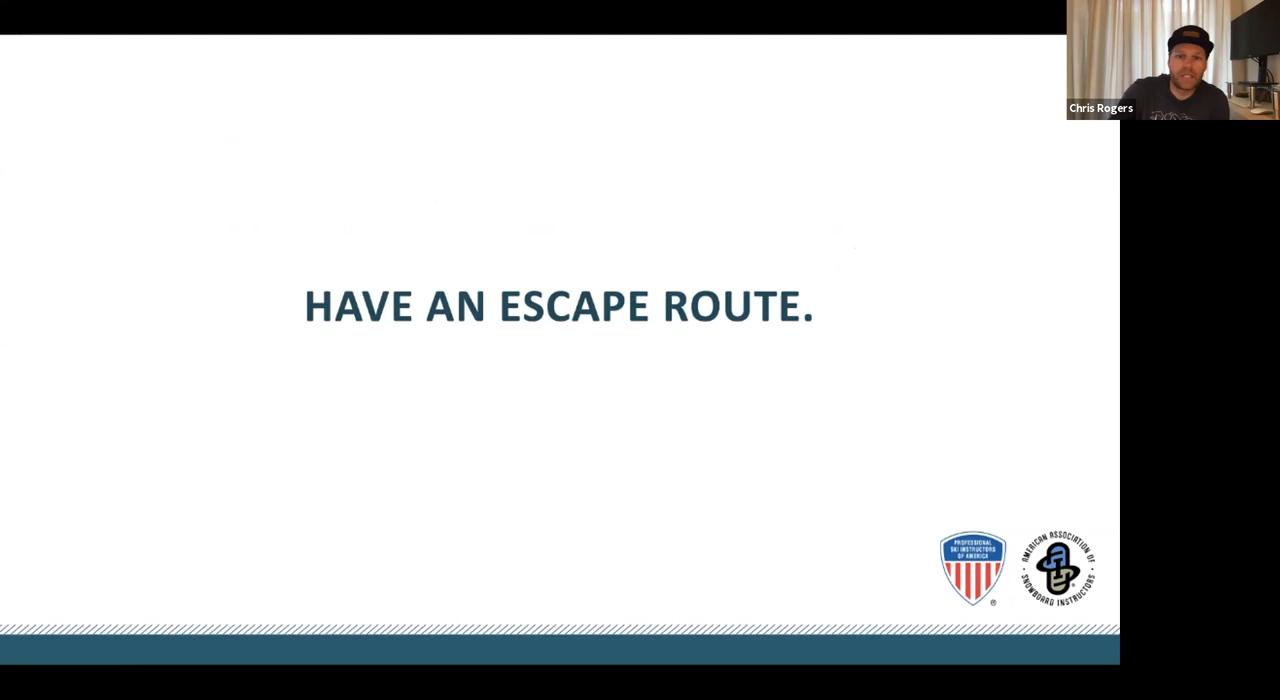 Chris Rogers
HAVE AN ESCAPE ROUTE.
PROFESSIONAL
SKI INSTRUCTORS
OF AMERICA
®
AMERICAN ASSOCIATION OF
SNOWBOARD INSTRUCTORS